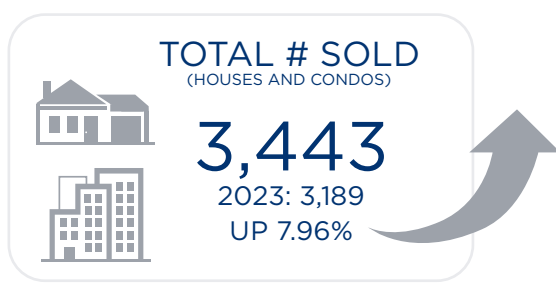 TOTAL # SOLD
(HOUSES AND CONDOS)
3,443
2023: 3,189
UP 7.96%